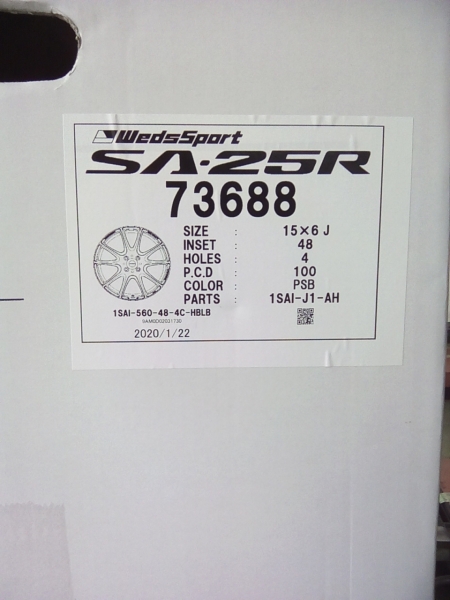 WedsSport
SA-25R
73688
SIZE : 15×6 J
INSET : 48
HOLES : 4
P.C.D : 100
COLOR : PSB
PARTS : 1SAI-J1-AH
1SAI-560-48-4C-HBLB
2020/1/22